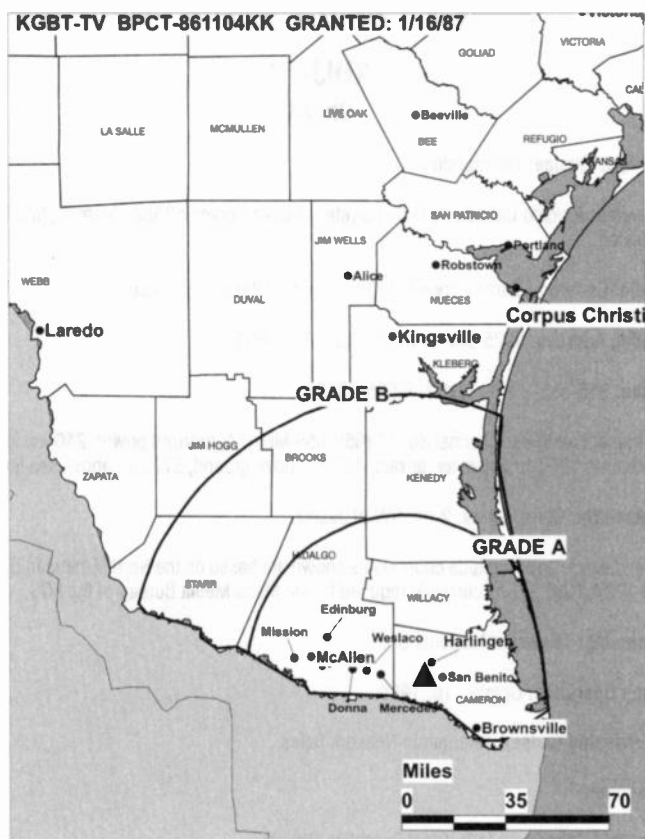 KGBT-TV BPCT-861104KK GRANTED: 1/16/87
GOLIAD
VICTORIA
LA SALLE
MCMULLEN
LIVE OAK
Beeville
BEE
REFUGIO
SAN PATRICIO
JIM WELLS
Portland
Robstown
Alice
WEBB
DUVAL
NUECES
Corpus Christi
Laredo
Kingsville
KLEBERG
GRADE B
JIM HOGG
BROOKS
ZAPATA
KENEDY
GRADE A
HIDALGO
STARR
WILLACY
Edinburg
Mission
Weslaco
Harlingen
McAllen
San Benito
Donna
Mercedes
CAMERON
Brownsville
Miles
0 35 70